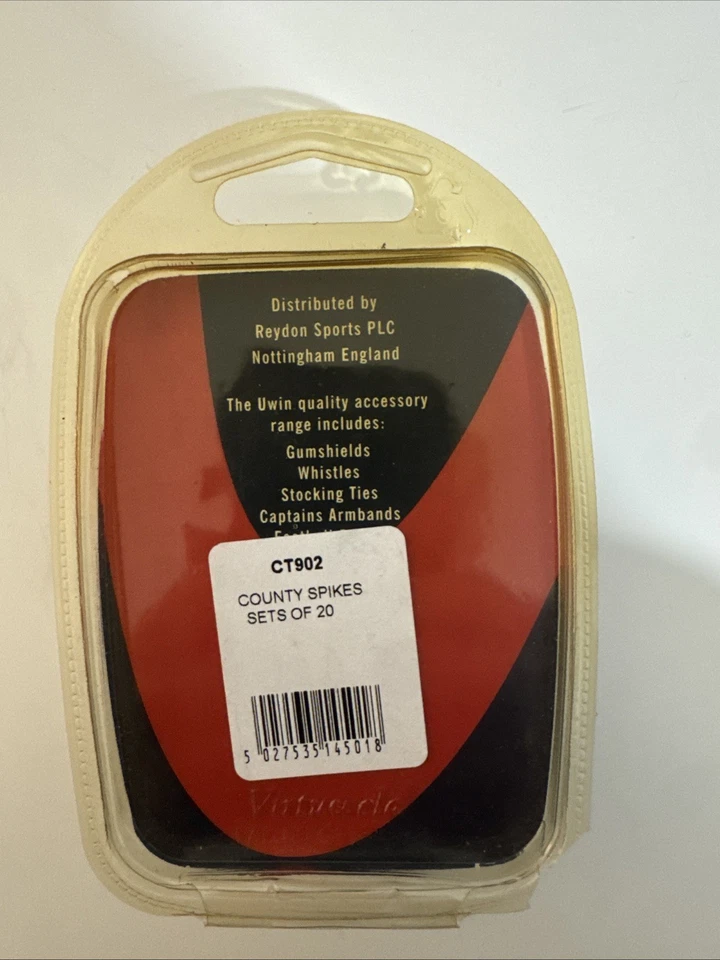 Distributed by
Reydon Sports PLC
Nottingham England
The Uwin quality accessory
range includes:
Gumshields
Whistles
Stocking Ties
Captains Armbands
CT902
COUNTY SPIKES
SETS OF 20
5 027535 145018